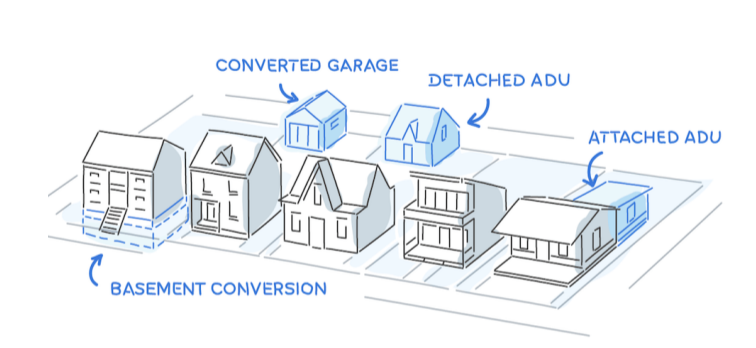 CONVERTED GARAGE
DETACHED ADU
ATTACHED ADU
BASEMENT CONVERSION